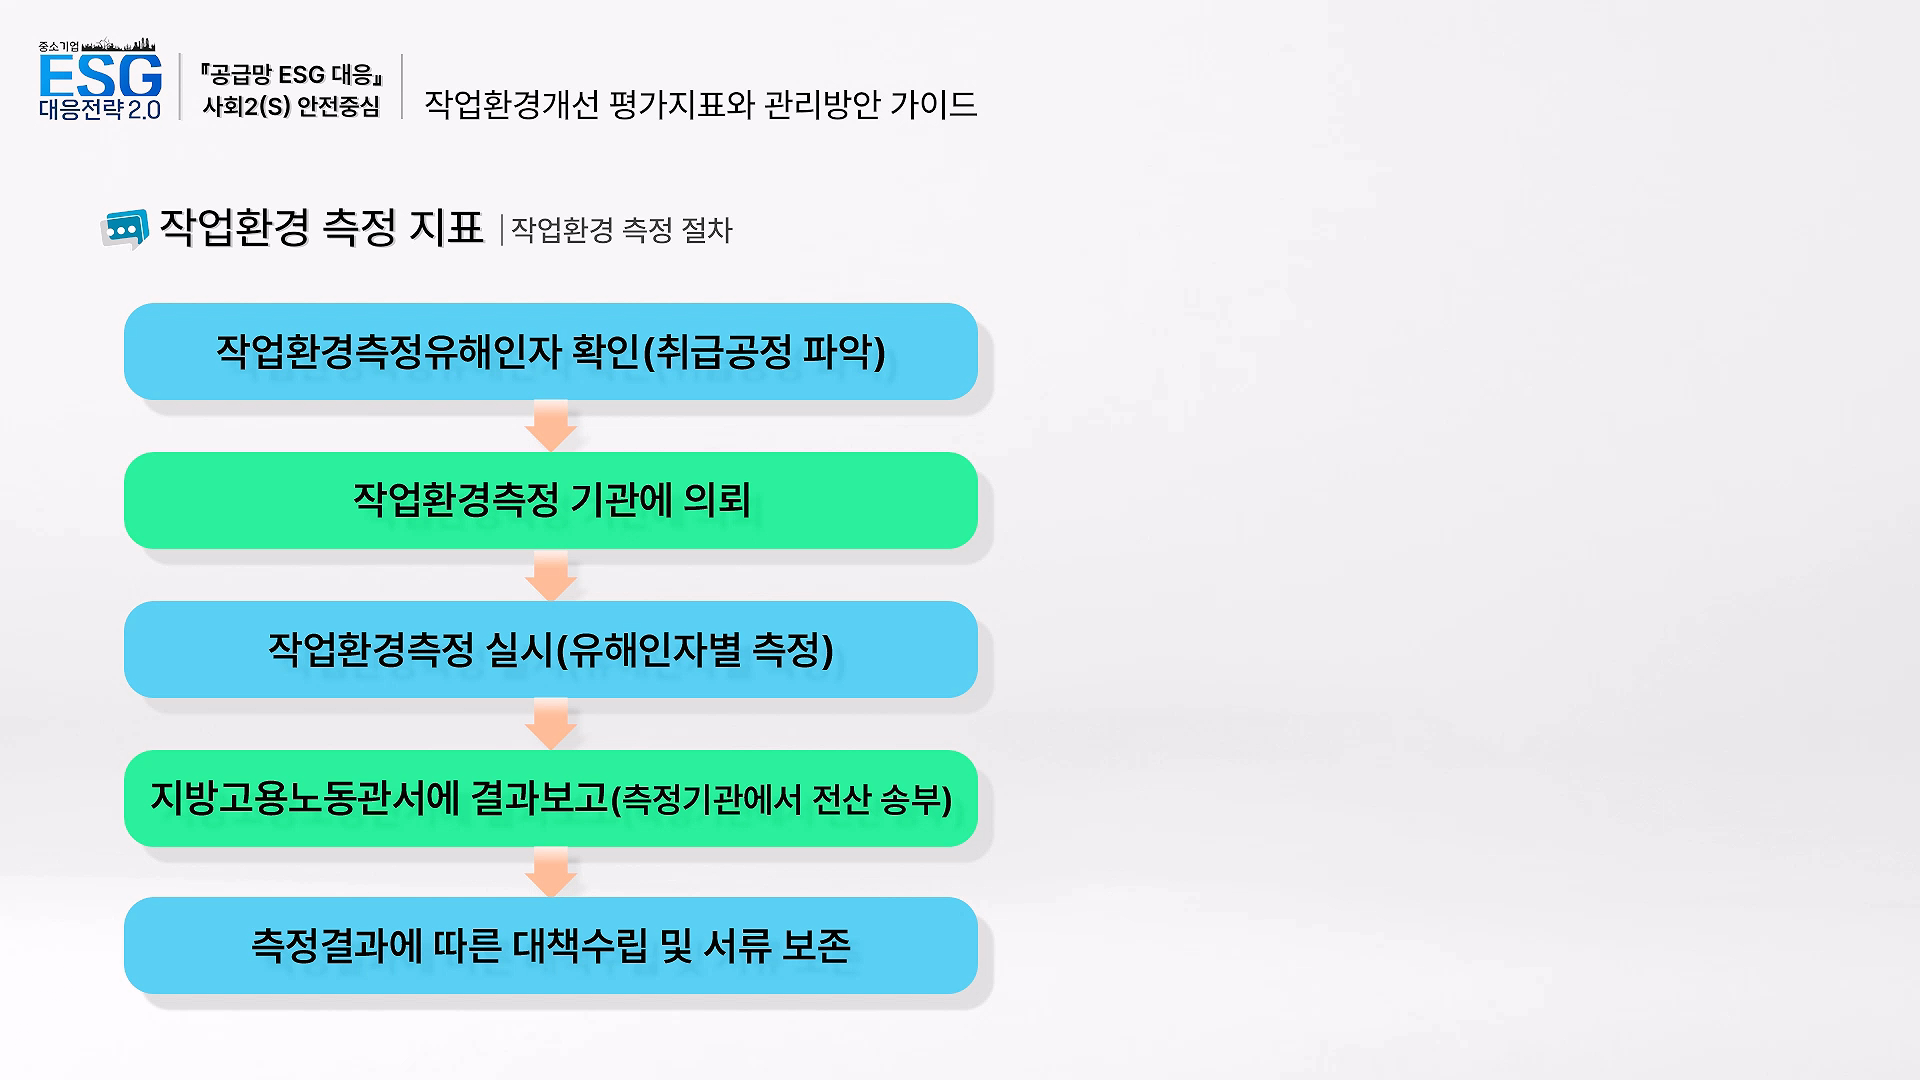 중소기업
ESG
대응전략 2.0
『공급망 ESG 대응』
사회2(S) 안전중심
작업환경개선 평가지표와 관리방안 가이드
작업환경 측정 지표
작업환경 측정 절차
작업환경측정유해인자 확인(취급공정 파악)
작업환경측정 기관에 의뢰
작업환경측정 실시(유해인자별 측정)
지방고용노동관서에 결과보고(측정기관에서 전산 송부)
측정결과에 따른 대책수립 및 서류 보존